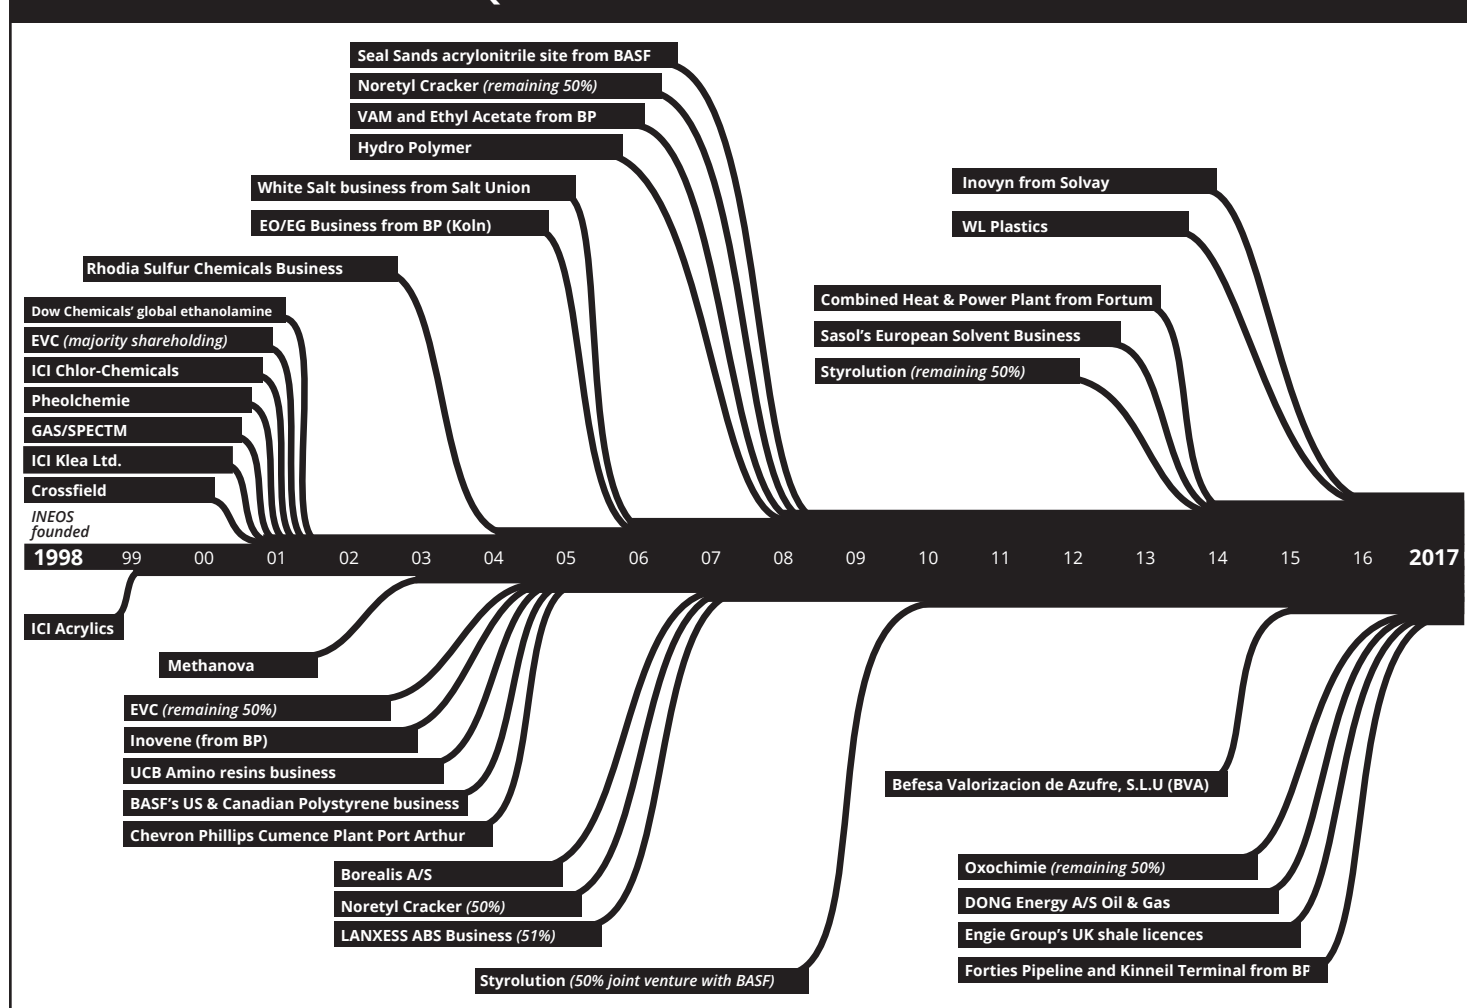 Seal Sands acrylonitrile site from BASF
Noretyl Cracker (remaining 50%)
VAM and Ethyl Acetate from BP
Hydro Polymer
White Salt business from Salt Union
EO/EG Business from BP (Koln)
Rhodia Sulfur Chemicals Business
Dow Chemicals’ global ethanolamine
EVC (majority shareholding)
ICI Chlor-Chemicals
Pheolchemie
GAS/SPECTM
ICI Klea Ltd.
Crossfield
Inovyn from Solvay
WL Plastics
Combined Heat & Power Plant from Fortum
Sasol’s European Solvent Business
Styrolution (remaining 50%)
INEOS
founded
1998 99 00 01 02 03 04 05 06 07 08 09 10 11 12 13 14 15 16 2017
ICI Acrylics
Methanova
EVC (remaining 50%)
Inovene (from BP)
UCB Amino resins business
BASF’s US & Canadian Polystyrene business
Chevron Phillips Cumence Plant Port Arthur
Borealis A/S
Noretyl Cracker (50%)
LANXESS ABS Business (51%)
Styrolution (50% joint venture with BASF)
Befesa Valorizacion de Azufre, S.L.U (BVA)
Oxochimie (remaining 50%)
DONG Energy A/S Oil & Gas
Engie Group’s UK shale licences
Forties Pipeline and Kinneil Terminal from BP